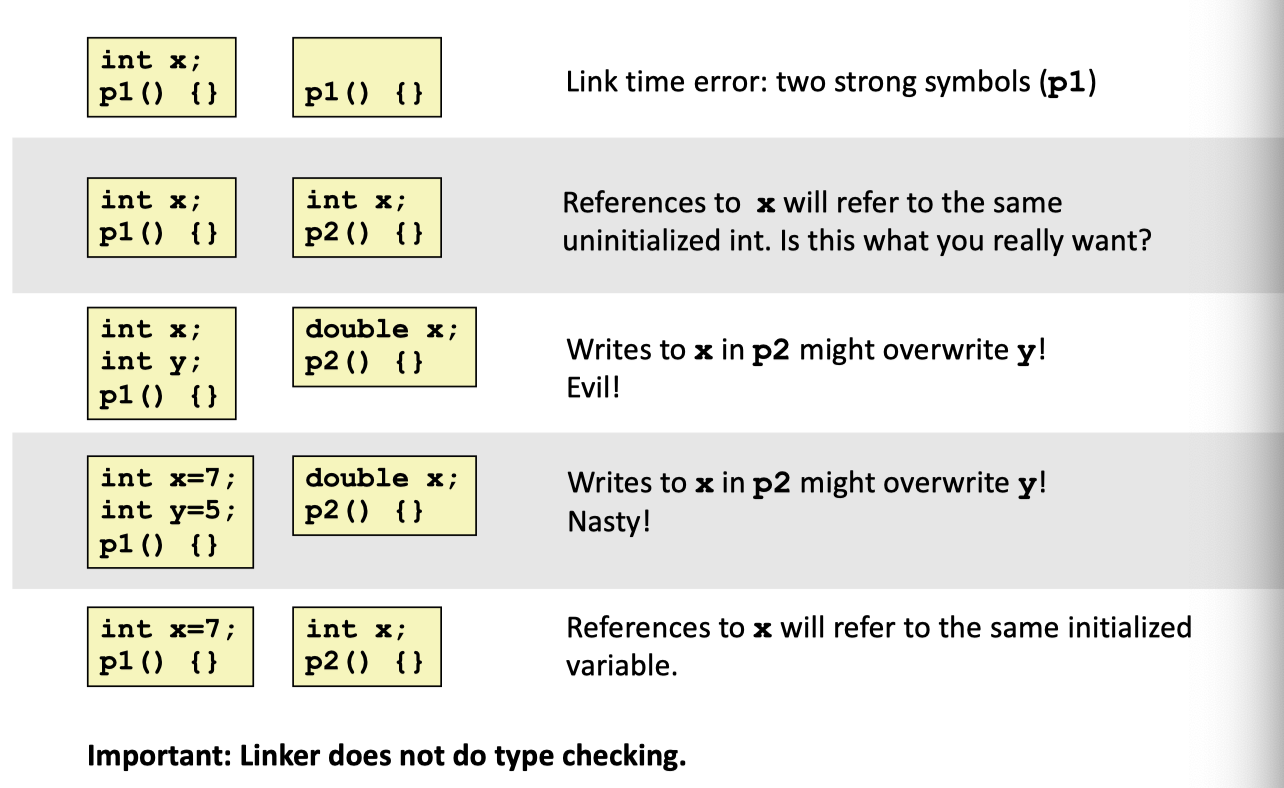 int x;
p1() {}
p1() {}
Link time error: two strong symbols (p1)
int x;
p1() {}
int x;
p2() {}
References to x will refer to the same
uninitialized int. Is this what you really want?
int x;
int y;
p1() {}
double x;
p2() {}
Writes to x in p2 might overwrite y!
Evil!
int x=7;
int y=5;
p1() {}
double x;
p2() {}
Writes to x in p2 might overwrite y!
Nasty!
int x=7;
p1() {}
int x;
p2() {}
References to x will refer to the same initialized
variable.
Important: Linker does not do type checking.